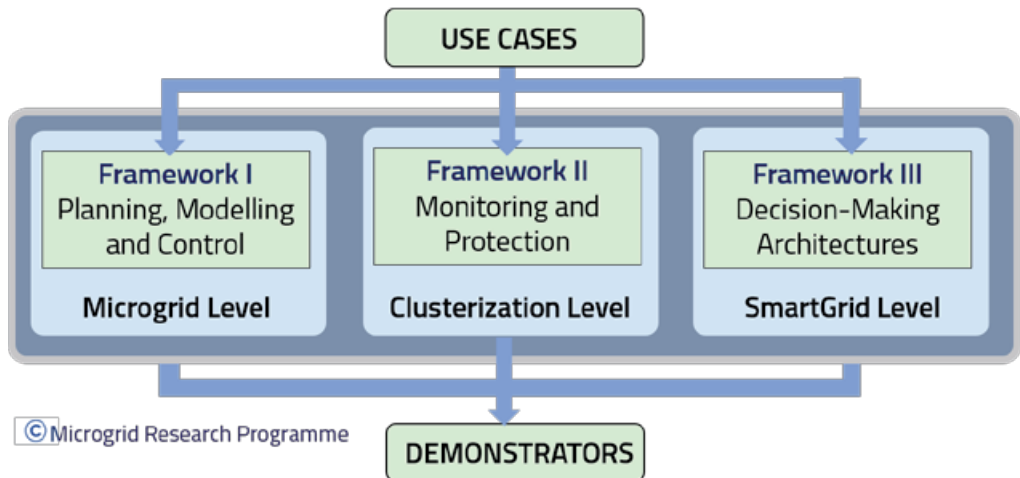 USE CASES
Framework I
Planning, Modelling
and Control
Microgrid Level
Framework II
Monitoring and
Protection
Clusterization Level
Framework III
Decision-Making
Architectures
SmartGrid Level
© Microgrid Research Programme
DEMONSTRATORS